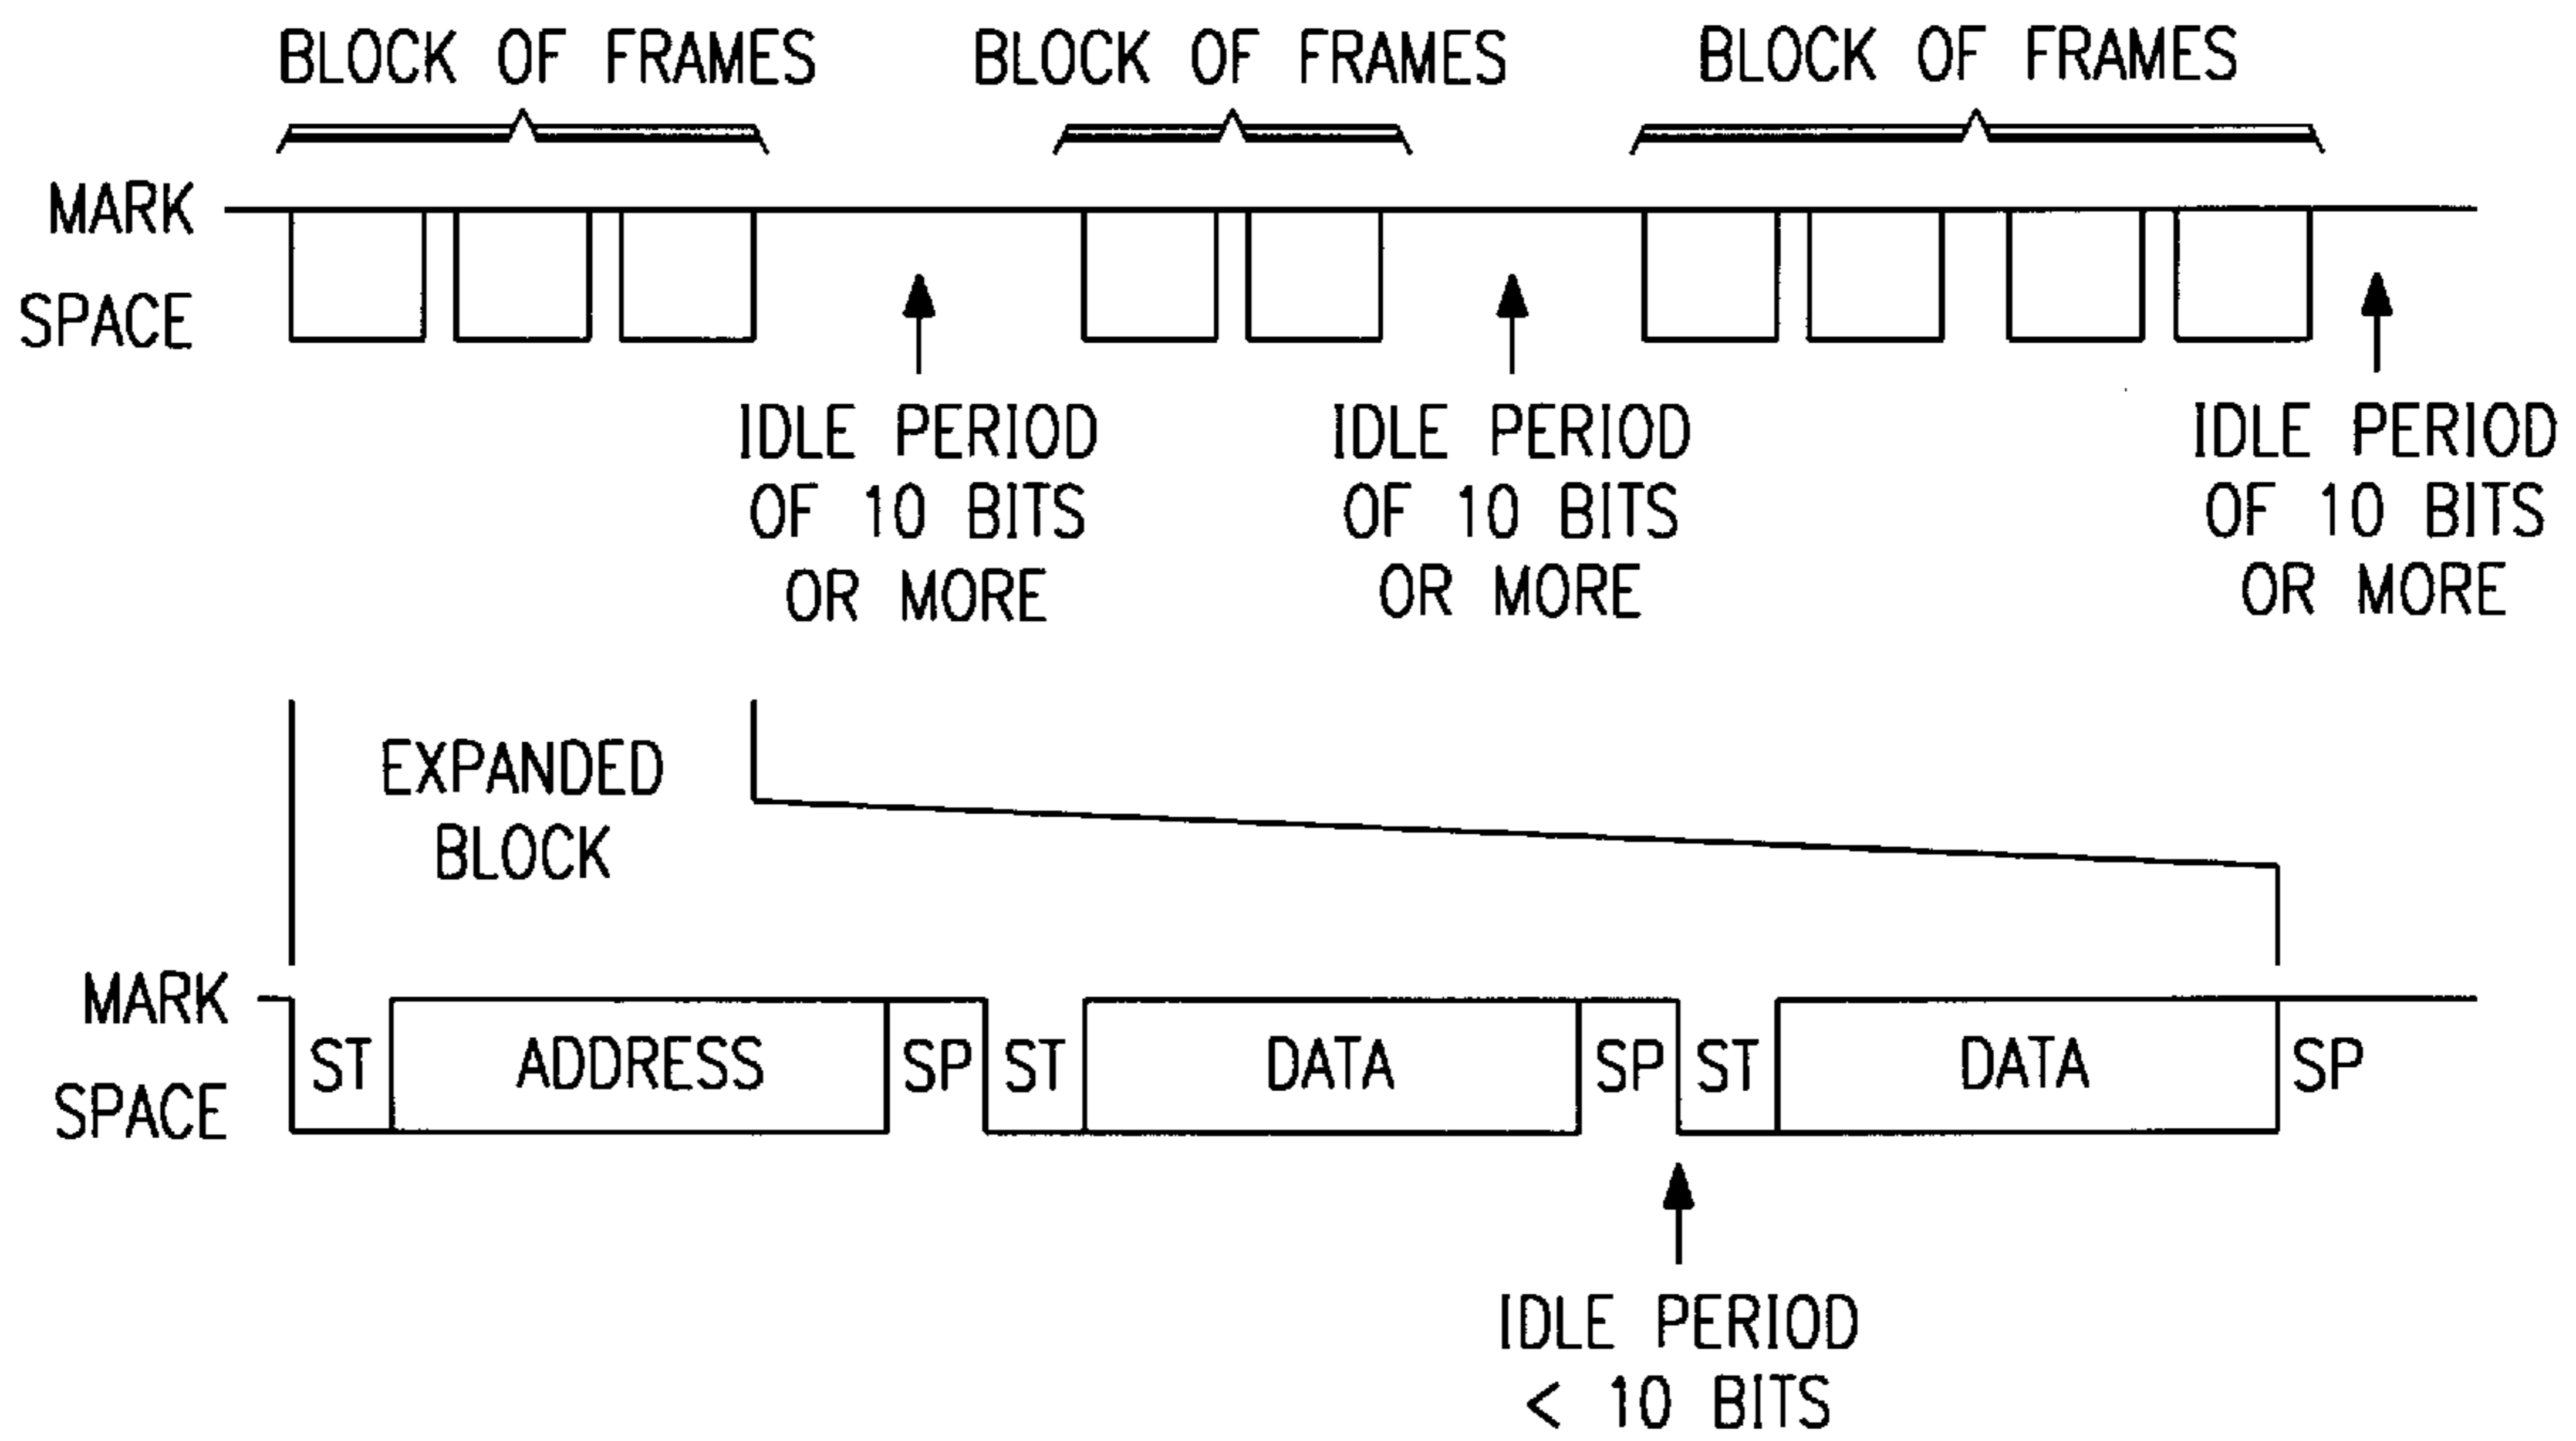 BLOCK OF FRAMES BLOCK OF FRAMES BLOCK OF FRAMES
MARK
SPACE
IDLE PERIOD IDLE PERIOD IDLE PERIOD
OF 10 BITS OF 10 BITS OF 10 BITS
OR MORE OR MORE OR MORE
EXPANDED
BLOCK
MARK
ST ADDRESS SP ST DATA SP ST DATA SP
SPACE
IDLE PERIOD
< 10 BITS